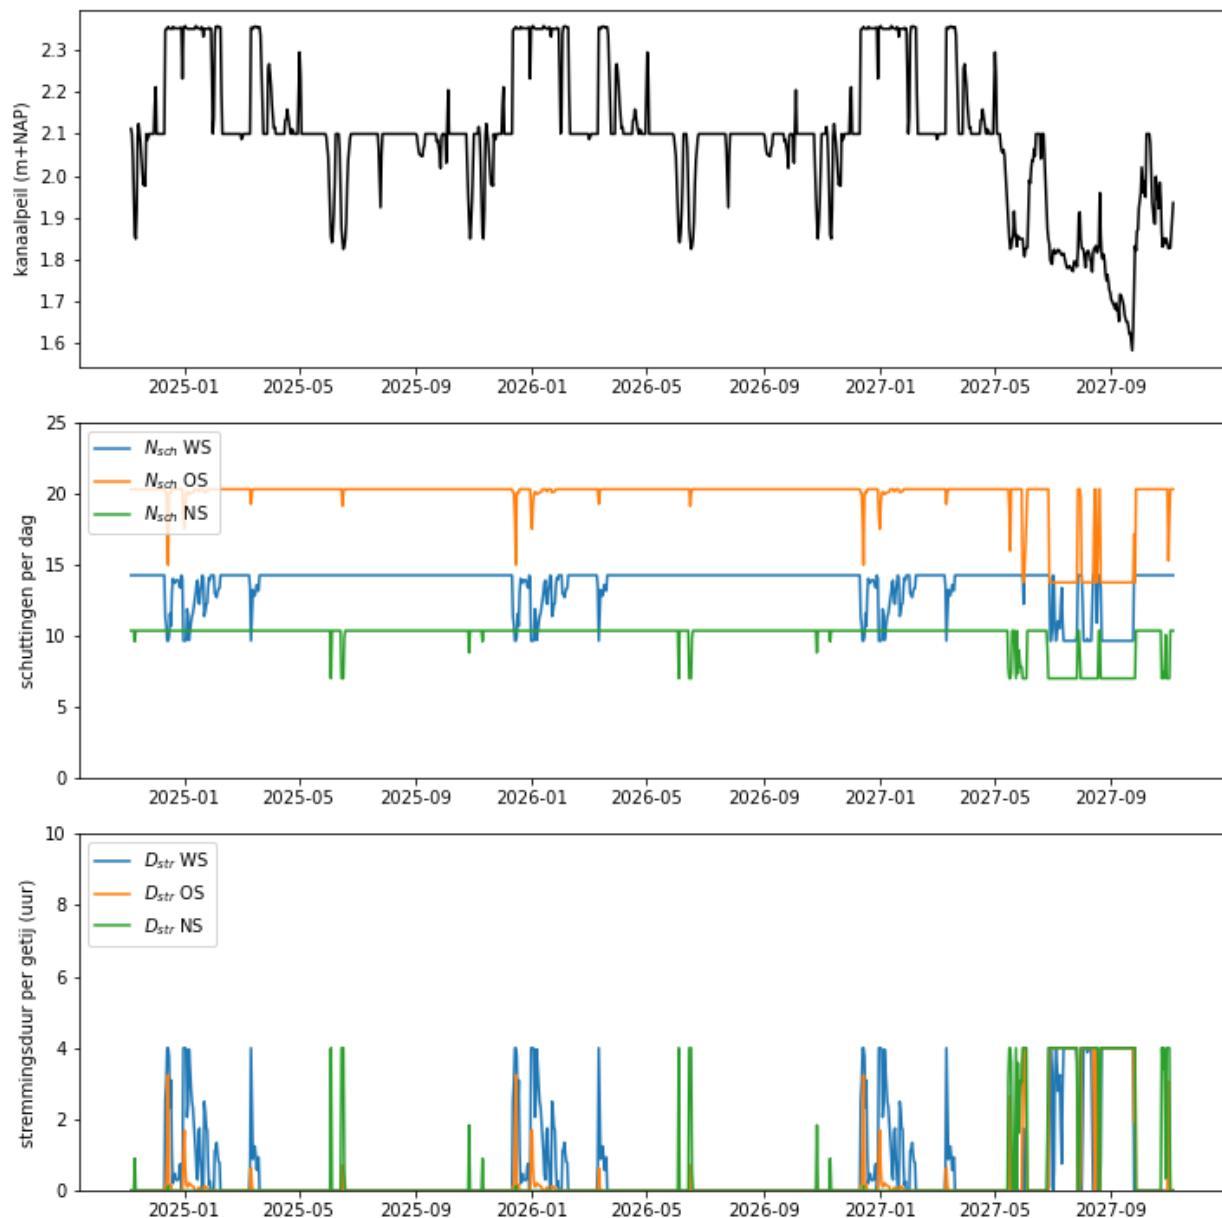 kanaalpeil (m+NAP)
2.3
2.2
2.1
2.0
1.9
1.8
1.7
1.6
2025-01 2025-05 2025-09 2026-01 2026-05 2026-09 2027-01 2027-05 2027-09
schuttingen per dag
25
20
15
10
5
0
N_sch WS
N_sch OS
N_sch NS
2025-01 2025-05 2025-09 2026-01 2026-05 2026-09 2027-01 2027-05 2027-09
stremmingsduur per getij (uur)
10
8
6
4
2
0
D_str WS
D_str OS
D_str NS
2025-01 2025-05 2025-09 2026-01 2026-05 2026-09 2027-01 2027-05 2027-09